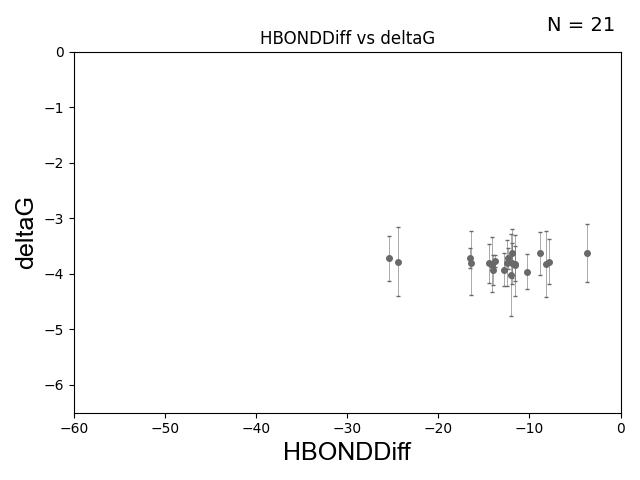 N = 21
HBONDDiff vs deltaG
0
−1
−2
−3
−4
−5
−6
deltaG
−60 −50 −40 −30 −20 −10 0
HBONDDiff